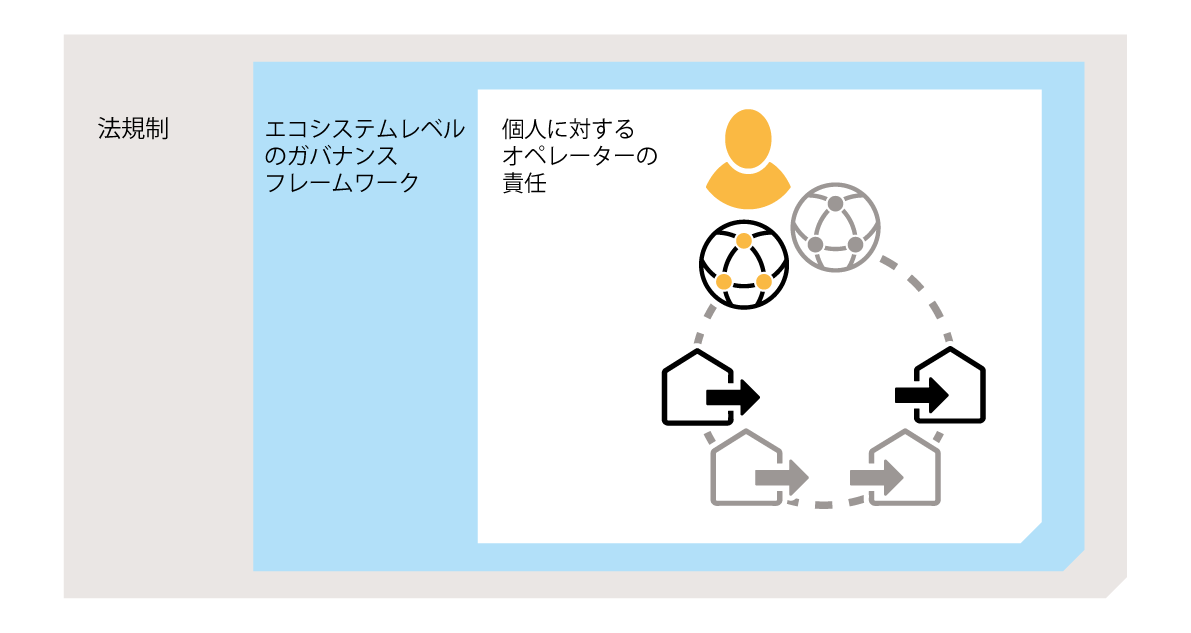 法規制
エコシステムレベル
のガバナンス
フレームワーク
個人に対する
オペレーターの
責任